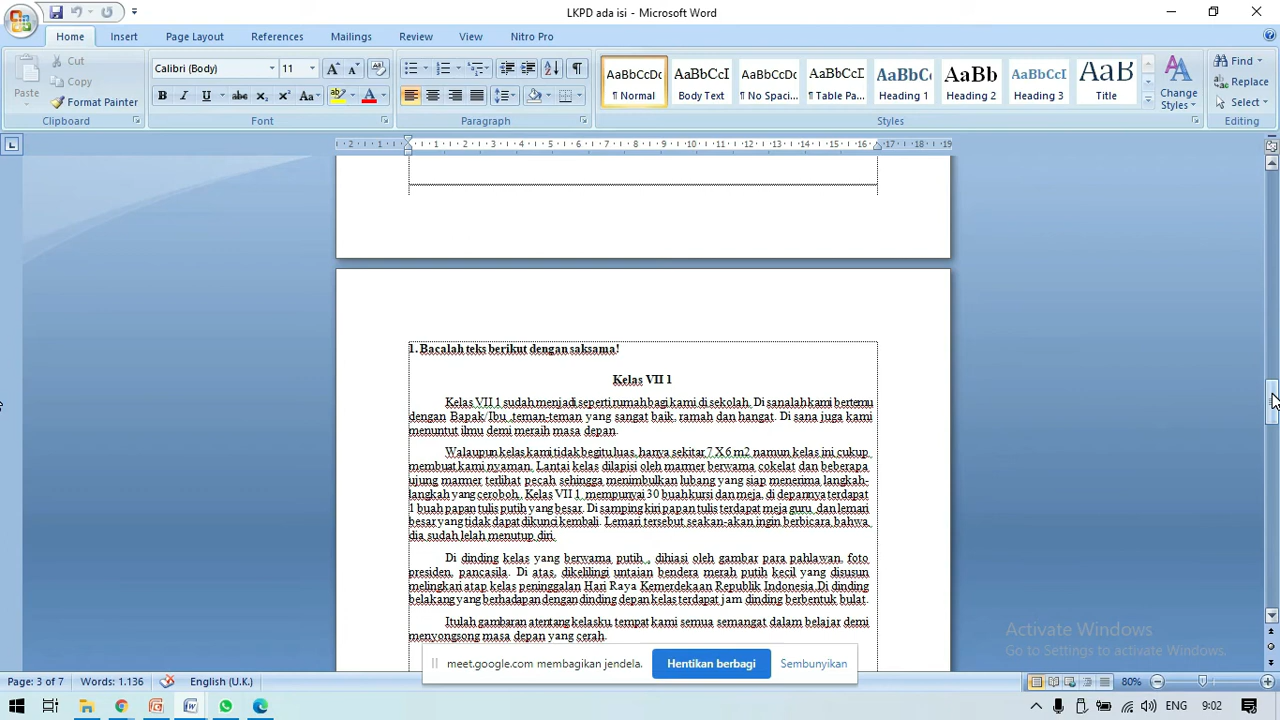 LKPD ada isi - Microsoft Word
Home Insert Page Layout References Mailings Review View Nitro Pro
Paste
Cut
Copy
Format Painter
Clipboard
Calibri (Body) 11
Font
Paragraph
AaBbCcDc AaBbCcI AaBbCcDc AaBbCcI AaBbCc AaBb AaBbCcI AaB
¶ Normal Body Text ¶ No Spaci... ¶ Table Pa... Heading 1 Heading 2 Heading 3 Title
Change Styles
Styles
Find
Replace
Select
Editing
1. Bacalah teks berikut dengan saksama!
Kelas VII 1
Kelas VII 1 sudah menjadi seperti rumah bagi kami di sekolah. Di sanalah kami bertemu
dengan Bapak/Ibu ,teman-teman yang sangat baik, ramah dan hangat. Di sana juga kami
menuntut ilmu demi meraih masa depan.
Walaupun kelas kami tidak begitu luas, hanya sekitar 7 X 6 m2 namun kelas ini cukup
membuat kami nyaman. Lantai kelas dilapisi oleh marmer berwarna cokelat dan beberapa
ujung marmer terlihat pecah sehingga menimbulkan lubang yang siap menerima langkah-
langkah yang ceroboh. Kelas VII 1 mempunyai 30 buah kursi dan meja, di depannya terdapat
1 buah papan tulis putih yang besar. Di samping kiri papan tulis terdapat meja guru dan lemari
besar yang tidak dapat dikunci kembali. Lemari tersebut seakan-akan ingin berbicara bahwa
dia sudah lelah menutup diri.
Di dinding kelas yang berwarna putih , dihiasi oleh gambar para pahlawan, foto
presiden, pancasila. Di atas, dikelilingi untaian bendera merah putih kecil yang disusun
melingkari atap kelas peninggalan Hari Raya Kemerdekaan Republik Indonesia.Di dinding
belakang yang berhadapan dengan dinding depan kelas terdapat jam dinding berbentuk bulat.
Itulah gambaran atentang kelasku, tempat kami semua semangat dalam belajar demi
menyongsong masa depan yang cerah.
Activate Windows
Go to Settings to activate Windows.
meet.google.com membagikan jendela. Hentikan berbagi Sembunyikan
Page: 3 of 7 Words: 1.136 English (U.K.) 80%
ENG 9:02